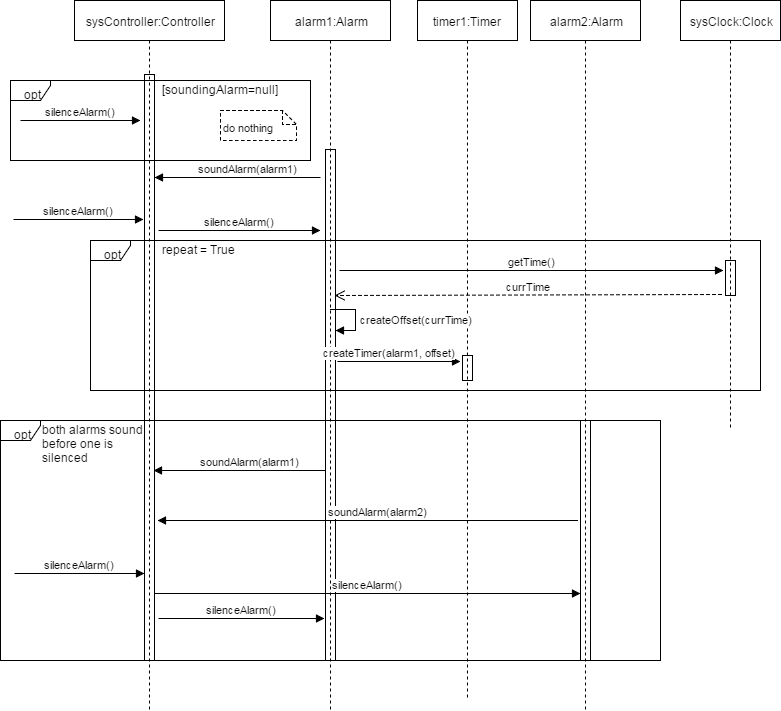 sysController:Controller
alarm1:Alarm
timer1:Timer
alarm2:Alarm
sysClock:Clock
opt
[soundingAlarm=null]
silenceAlarm()
do nothing
soundAlarm(alarm1)
silenceAlarm()
silenceAlarm()
opt
repeat = True
getTime()
currTime
createOffset(currTime)
createTimer(alarm1, offset)
opt
both alarms sound
before one is
silenced
soundAlarm(alarm1)
soundAlarm(alarm2)
silenceAlarm()
silenceAlarm()
silenceAlarm()